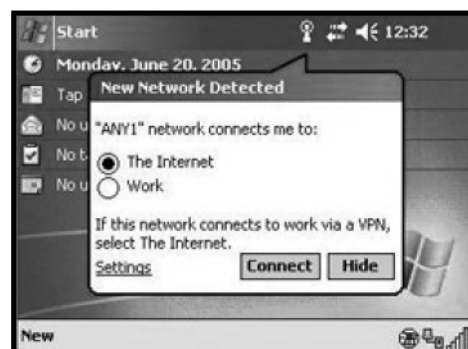 Start 12:32
Monday, June 20, 2005
Tap
New Network Detected
No u
"ANY1" network connects me to:
No t
The Internet
No u
Work
If this network connects to work via a VPN,
select The Internet.
Settings Connect Hide
New